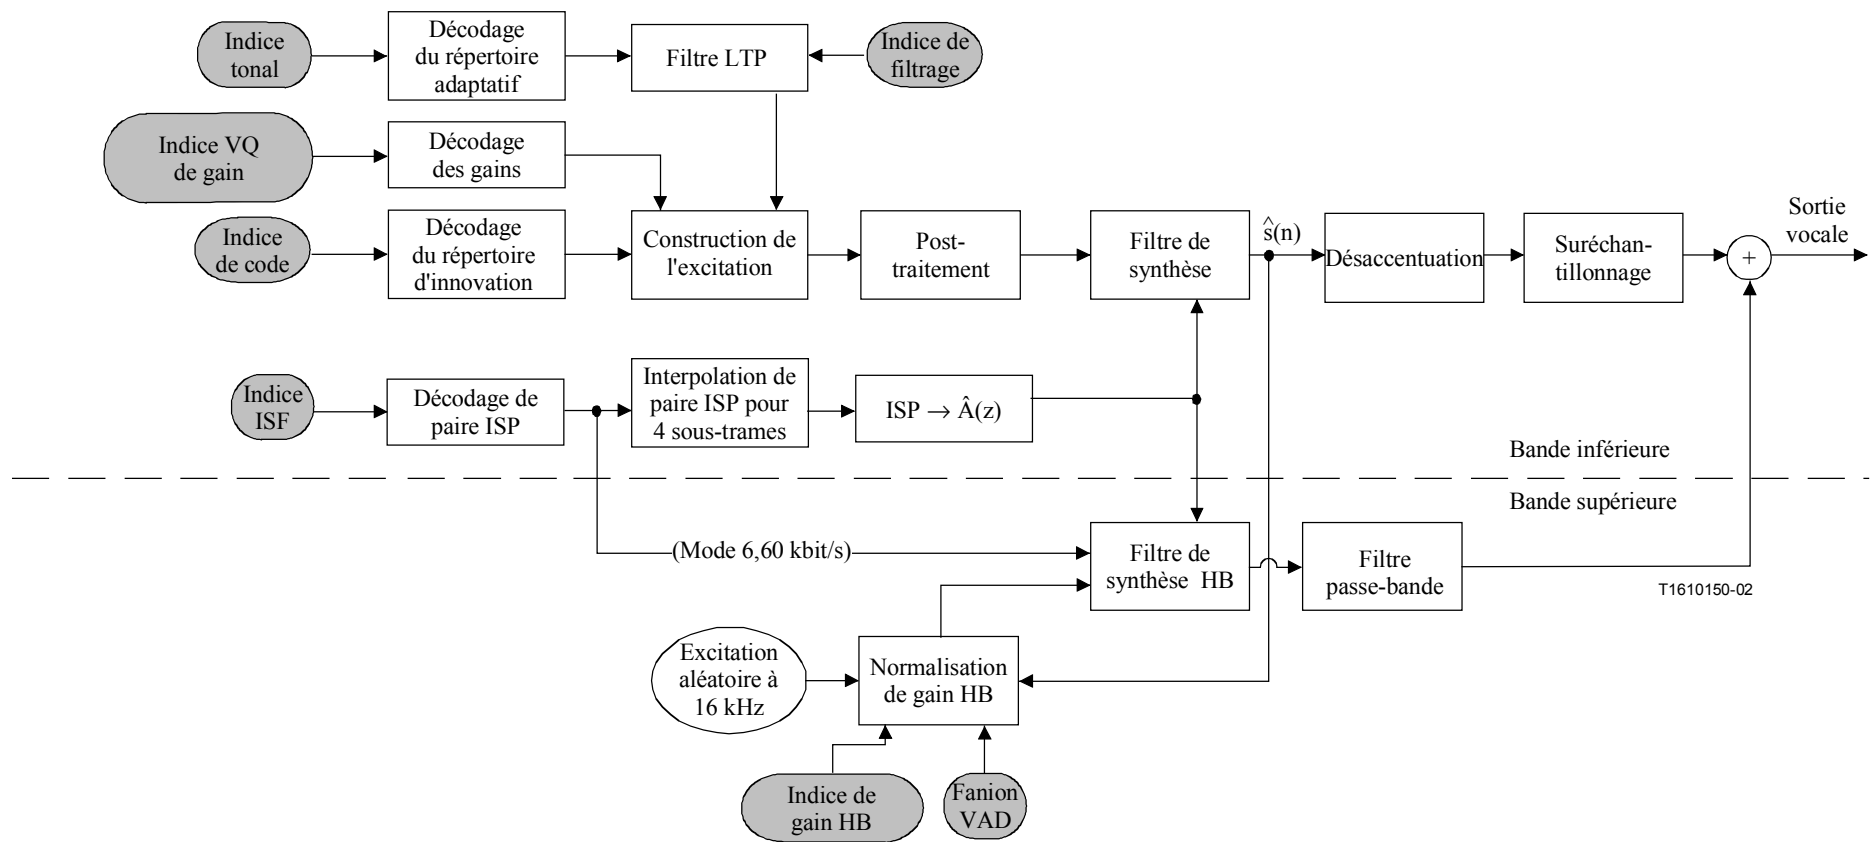 Indice
tonal
Décodage
du répertoire
adaptatif
Filtre LTP
Indice de
filtrage
Indice VQ
de gain
Décodage
des gains
Indice
de code
Décodage
du répertoire
d'innovation
Construction de
l'excitation
Post-
traitement
Filtre de
synthèse
ŝ(n)
Désaccentuation
Suréchan-
tillonnage
+
Sortie
vocale
Indice
ISF
Décodage de
paire ISP
Interpolation de
paire ISP pour
4 sous-trames
ISP → Â(z)
Bande inférieure
Bande supérieure
(Mode 6,60 kbit/s)
Filtre de
synthèse HB
Filtre
passe-bande
T1610150-02
Excitation
aléatoire à
16 kHz
Normalisation
de gain HB
Indice de
gain HB
Fanion
VAD